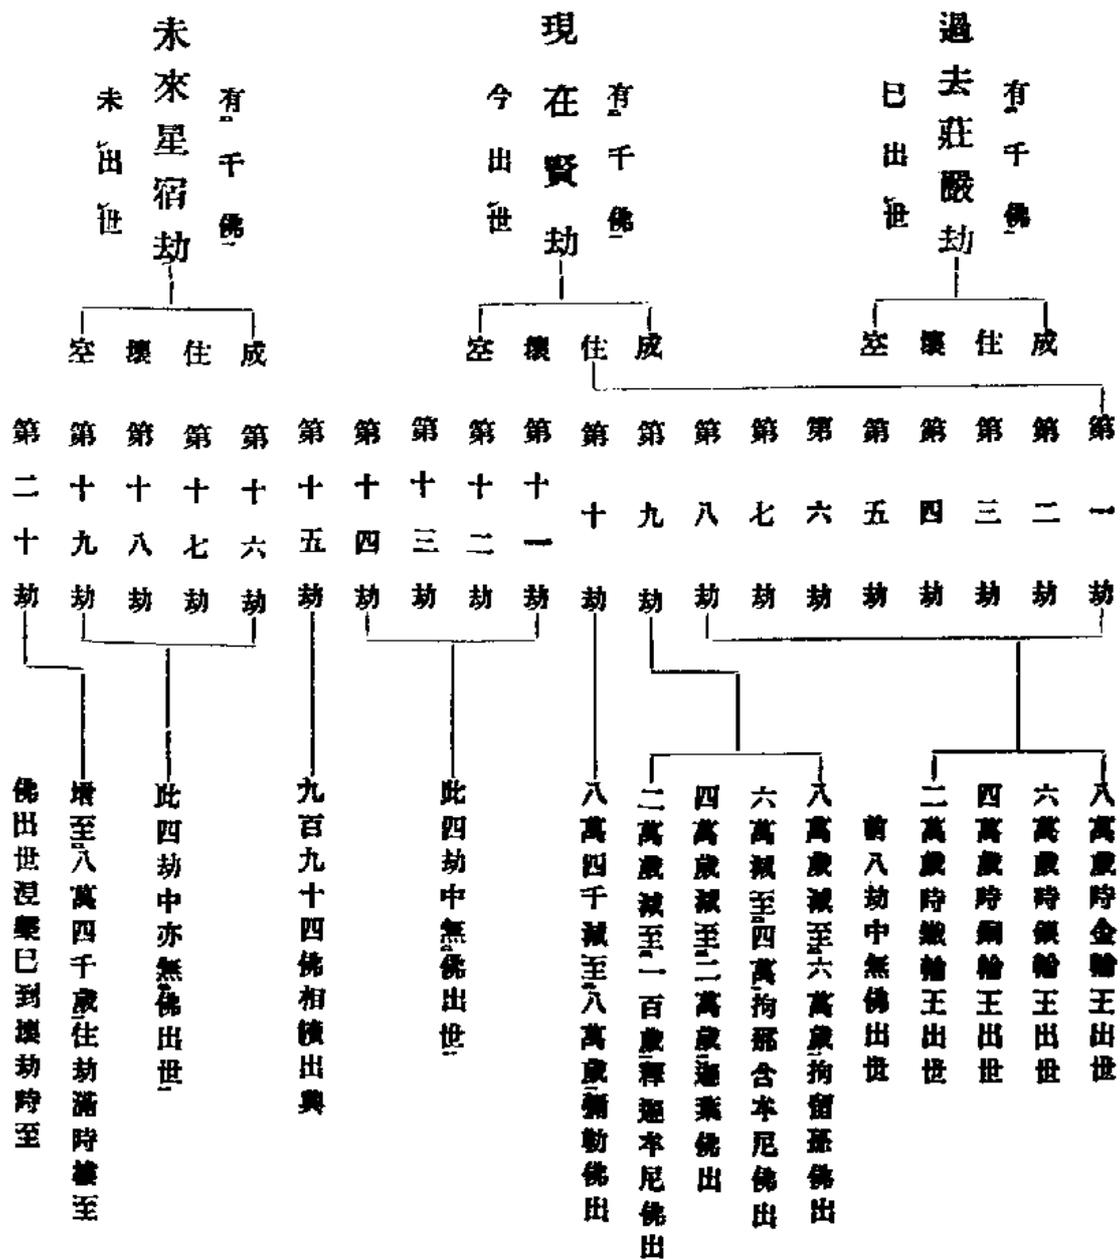 過去莊嚴劫
有千佛
已出世
現在賢劫
有千佛
今出世
未來星宿劫
有千佛
未出世
成
住
壞
空
成
住
壞
空
成
住
壞
空
第一劫
第二劫
第三劫
第四劫
第五劫
第六劫
第七劫
第八劫
第九劫
第十劫
第十一劫
第十二劫
第十三劫
第十四劫
第十五劫
第十六劫
第十七劫
第十八劫
第十九劫
第二十劫
八萬歲時金輪王出世
六萬歲時銀輪王出世
四萬歲時銅輪王出世
二萬歲時鐵輪王出世
前八劫中無佛出世
八萬歲減至六萬歲拘留孫佛出
六萬減至四萬拘那含牟尼佛出
四萬歲減至二萬歲迦葉佛出
二萬歲減至一百歲釋迦牟尼佛出
八萬四千減至八萬歲彌勒佛出
此四劫中無佛出世
九百九十四佛相續出興
此四劫中亦無佛出世
增至八萬四千歲住劫滿時樓至
佛出世涅槃已到壞劫時至